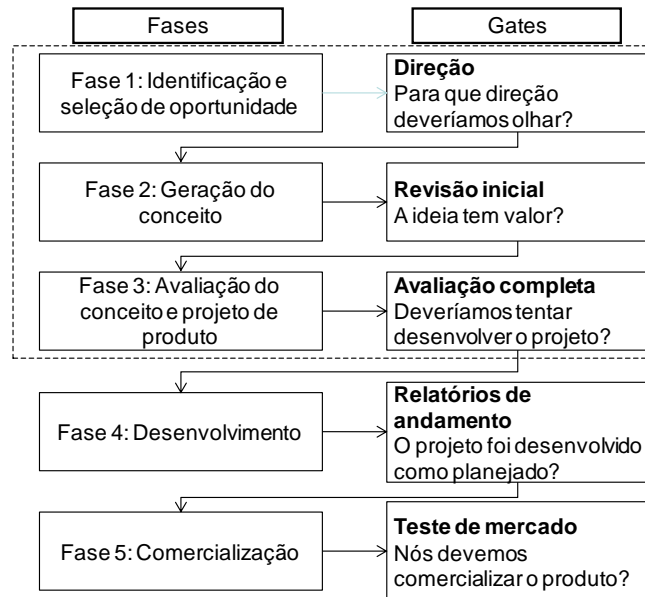 Fases
Gates
Fase 1: Identificação e
seleção de oportunidade
Direção
Para que direção
deveríamos olhar?
Fase 2: Geração do
conceito
Revisão inicial
A ideia tem valor?
Fase 3: Avaliação do
conceito e projeto de
produto
Avaliação completa
Deveríamos tentar
desenvolver o projeto?
Fase 4: Desenvolvimento
Relatórios de
andamento
O projeto foi desenvolvido
como planejado?
Fase 5: Comercialização
Teste de mercado
Nós devemos
comercializar o produto?